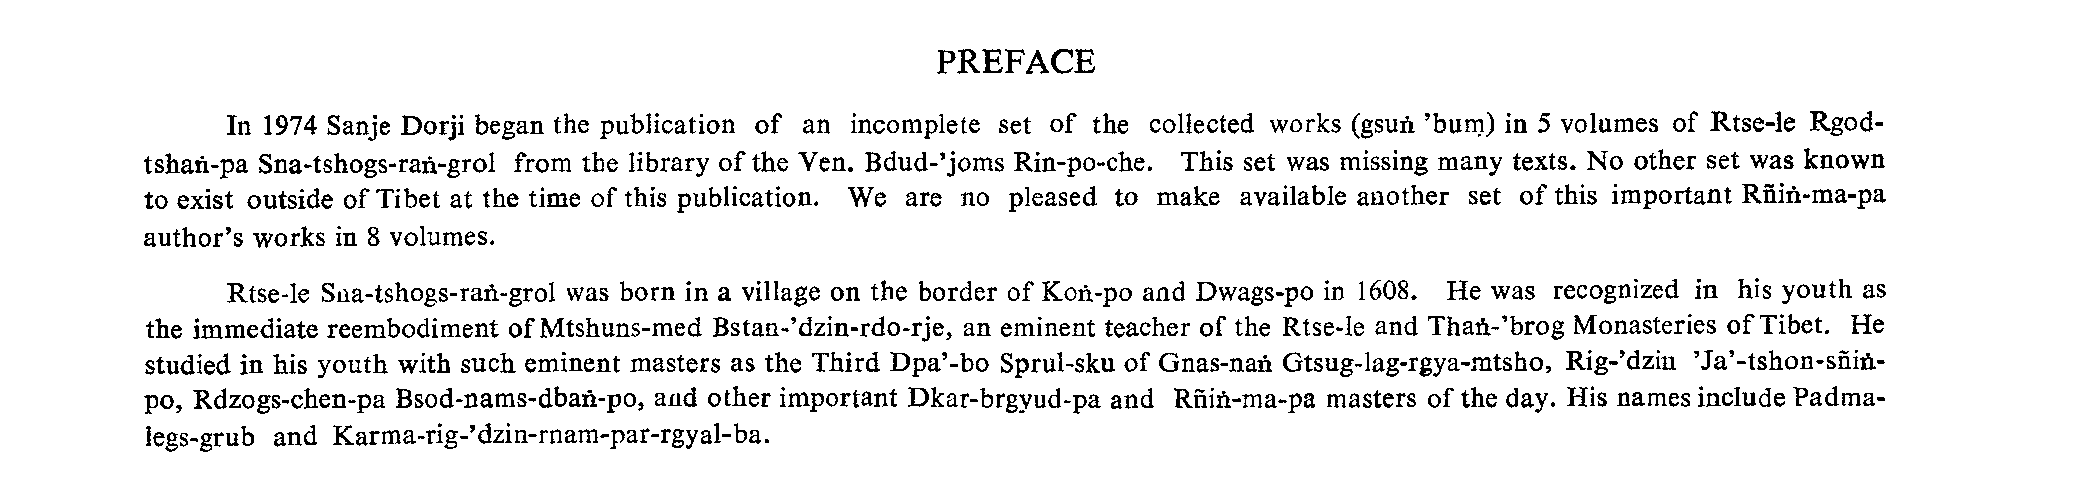 PREFACE
In 1974 Sanje Dorji began the publication of an incomplete set of the collected works (gsuṅ ’buṃ) in 5 volumes of Rtse-le Rgod-
tshaṅ-pa Sna-tshogs-raṅ-grol from the library of the Ven. Bdud-’joms Rin-po-che. This set was missing many texts. No other set was known
to exist outside of Tibet at the time of this publication. We are no pleased to make available another set of this important Rñiṅ-ma-pa
author’s works in 8 volumes.
Rtse-le Sna-tshogs-raṅ-grol was born in a village on the border of Koṅ-po and Dwags-po in 1608. He was recognized in his youth as
the immediate reembodiment of Mtshuns-med Bstan-’dzin-rdo-rje, an eminent teacher of the Rtse-le and Thaṅ-’brog Monasteries of Tibet. He
studied in his youth with such eminent masters as the Third Dpa’-bo Sprul-sku of Gnas-naṅ Gtsug-lag-rgya-mtsho, Rig-’dzin ’Ja’-tshon-sñiṅ-
po, Rdzogs-chen-pa Bsod-nams-dbaṅ-po, and other important Dkar-brgyud-pa and Rñiṅ-ma-pa masters of the day. His names include Padma-
legs-grub and Karma-rig-’dzin-rnam-par-rgyal-ba.